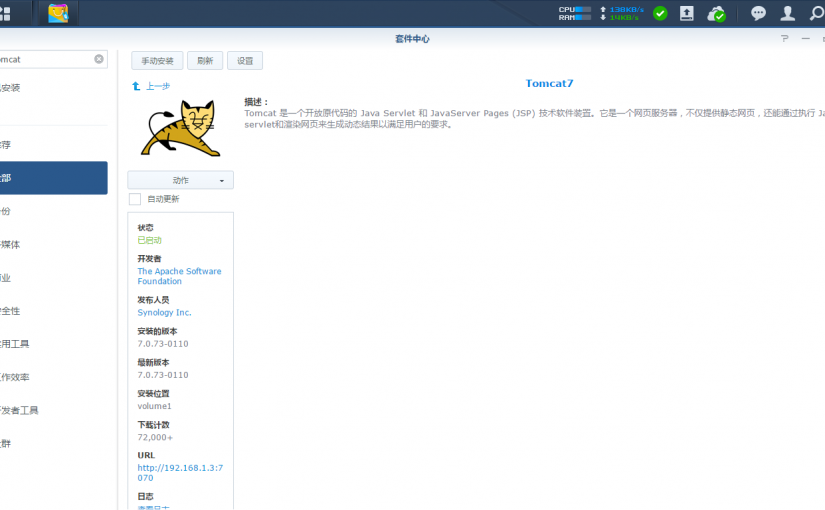 CPU 138KB/s
RAM 14KB/s
套件中心
mcat
手动安装 刷新 设置
安装
上一步
Tomcat7
描述：
Tomcat 是一个开放原代码的 Java Servlet 和 JavaServer Pages (JSP) 技术软件装置。它是一个网页服务器，不仅提供静态网页，还能通过执行 Ja
servlet和渲染网页来生成动态结果以满足用户的要求。
荐
部
份
媒体
业
全性
用工具
作效率
发者工具
群
动作
自动更新
状态
已启动
开发者
The Apache Software
Foundation
发布人员
Synology Inc.
安装的版本
7.0.73-0110
最新版本
7.0.73-0110
安装位置
volume1
下载计数
72,000+
URL
http://192.168.1.3:7
070
日志